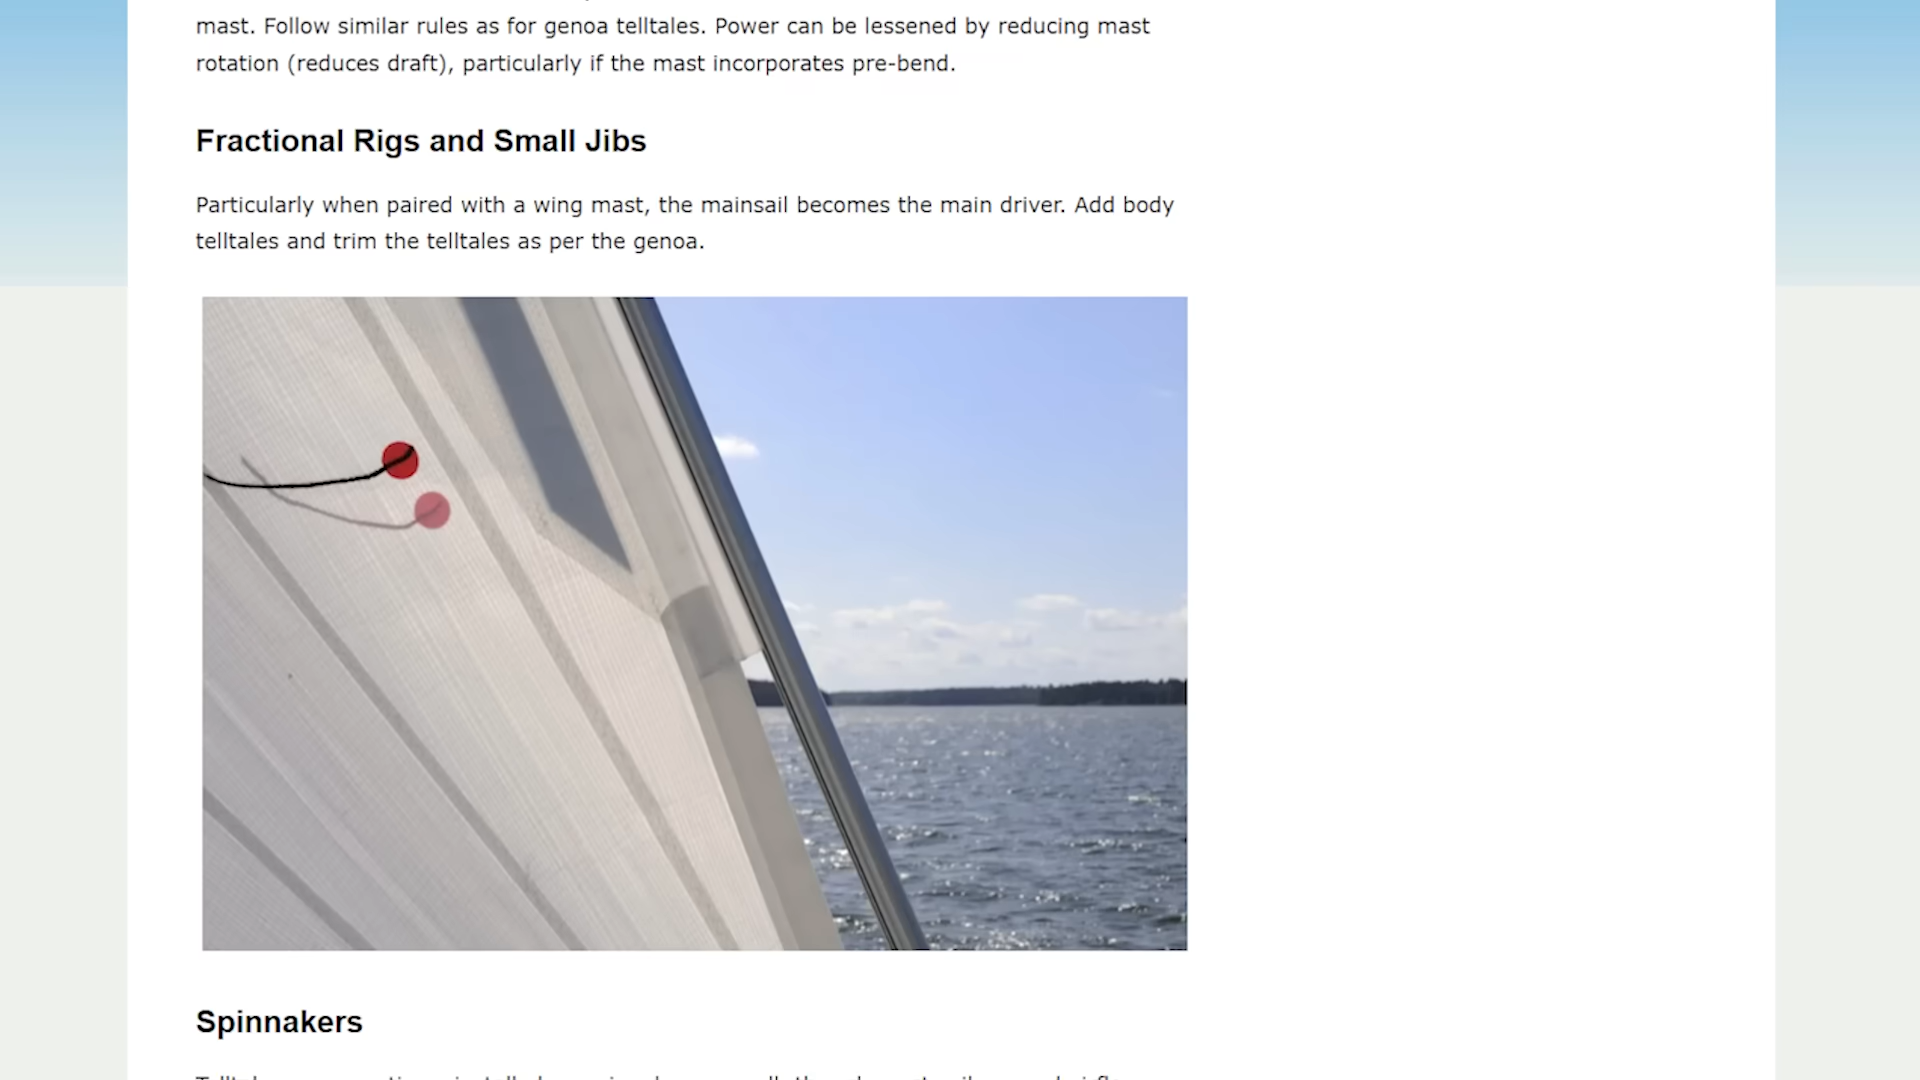 mast. Follow similar rules as for genoa telltales. Power can be lessened by reducing mast
rotation (reduces draft), particularly if the mast incorporates pre-bend.
Fractional Rigs and Small Jibs
Particularly when paired with a wing mast, the mainsail becomes the main driver. Add body
telltales and trim the telltales as per the genoa.
Spinnakers